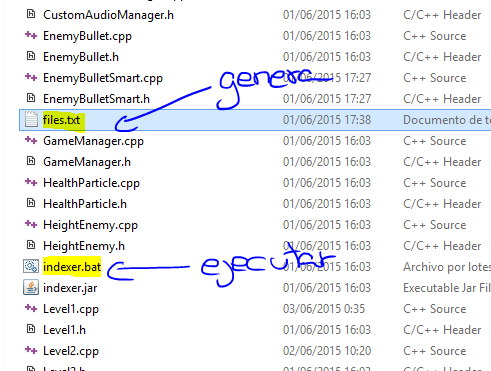 CustomAudioManager.h 01/06/2015 16:03 C/C++ Header
EnemyBullet.cpp 01/06/2015 16:03 C++ Source
EnemyBullet.h 01/06/2015 16:03 C/C++ Header
EnemyBulletSmart.cpp 01/06/2015 17:27 C++ Source
genera
EnemyBulletSmart.h 01/06/2015 17:27 C/C++ Header
files.txt 01/06/2015 17:38 Documento de te
GameManager.cpp 01/06/2015 16:03 C++ Source
GameManager.h 01/06/2015 16:03 C/C++ Header
HealthParticle.cpp 01/06/2015 16:03 C++ Source
HealthParticle.h 01/06/2015 16:03 C/C++ Header
HeightEnemy.cpp 01/06/2015 16:03 C++ Source
HeightEnemy.h 01/06/2015 16:03 C/C++ Header
indexer.bat ejecutar 01/06/2015 16:03 Archivo por lotes
indexer.jar 01/06/2015 16:03 Executable Jar Fil
Level1.cpp 03/06/2015 0:35 C++ Source
Level1.h 01/06/2015 16:03 C/C++ Header
Level2.cpp 02/06/2015 10:20 C++ Source
01/06/2015 16:03 C/C++ Header